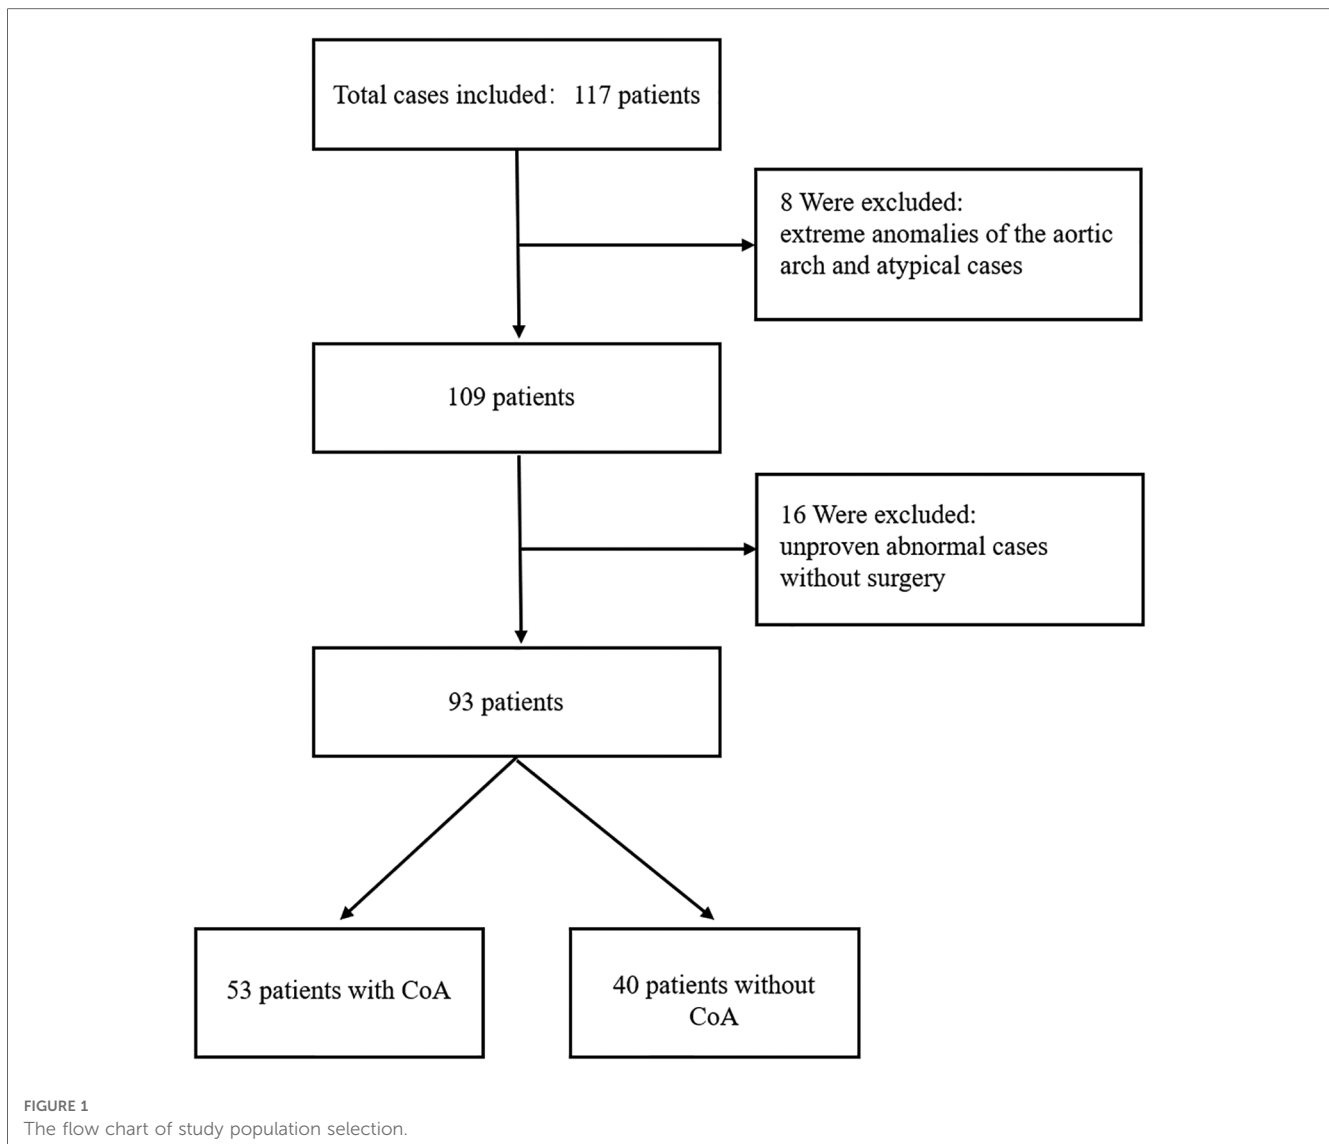 Total cases included： 117 patients
8 Were excluded:
extreme anomalies of the aortic
arch and atypical cases
109 patients
16 Were excluded:
unproven abnormal cases
without surgery
93 patients
53 patients with CoA
40 patients without
CoA
FIGURE 1
The flow chart of study population selection.